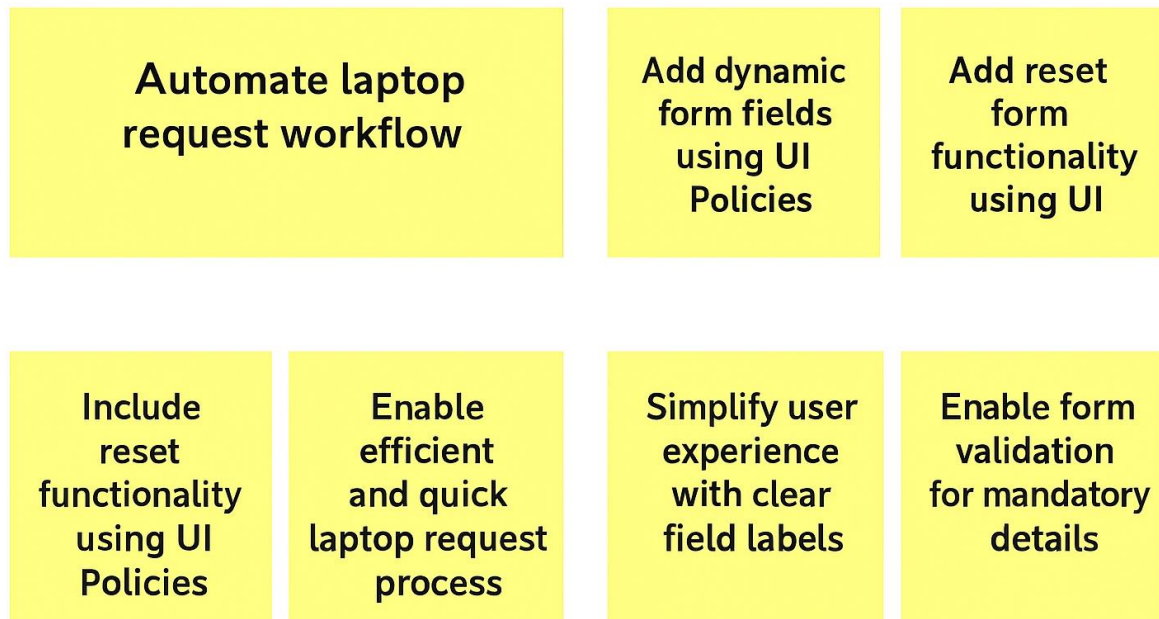 Automate laptop
request workflow
Add dynamic
form fields
using UI
Policies
Add reset
form
functionality
using UI
Include
reset
functionality
using UI
Policies
Enable
efficient
and quick
laptop request
process
Simplify user
experience
with clear
field labels
Enable form
validation
for mandatory
details